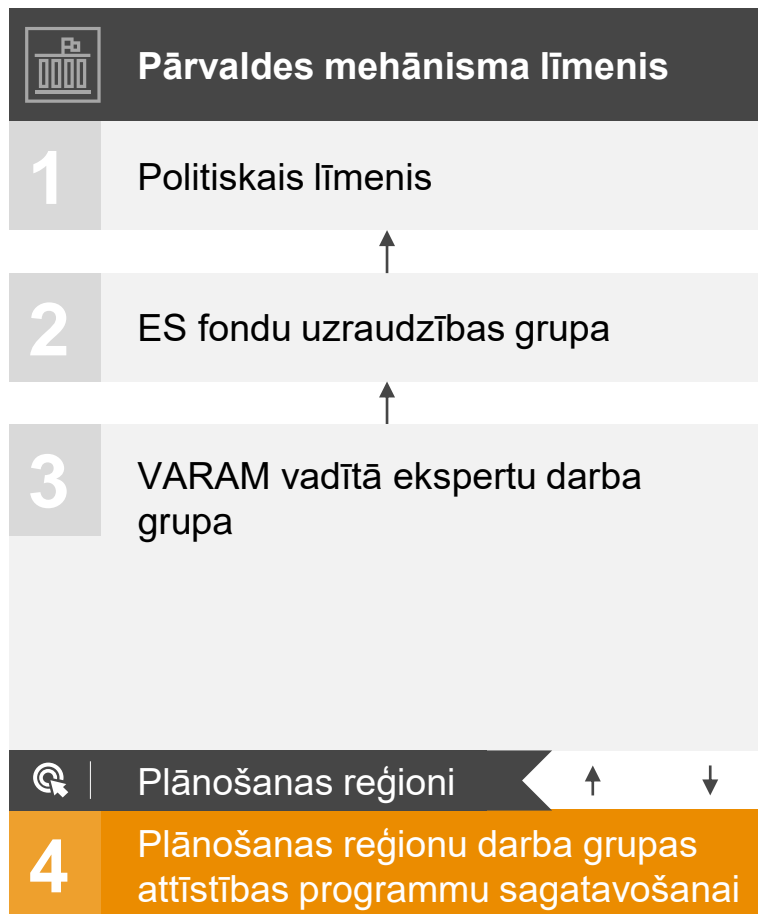 Pārvaldes mehānisma līmenis
1
Politiskais līmenis
2
ES fondu uzraudzības grupa
3
VARAM vadītā ekspertu darba
grupa
Plānošanas reģioni
4
Plānošanas reģionu darba grupas
attīstības programmu sagatavošanai